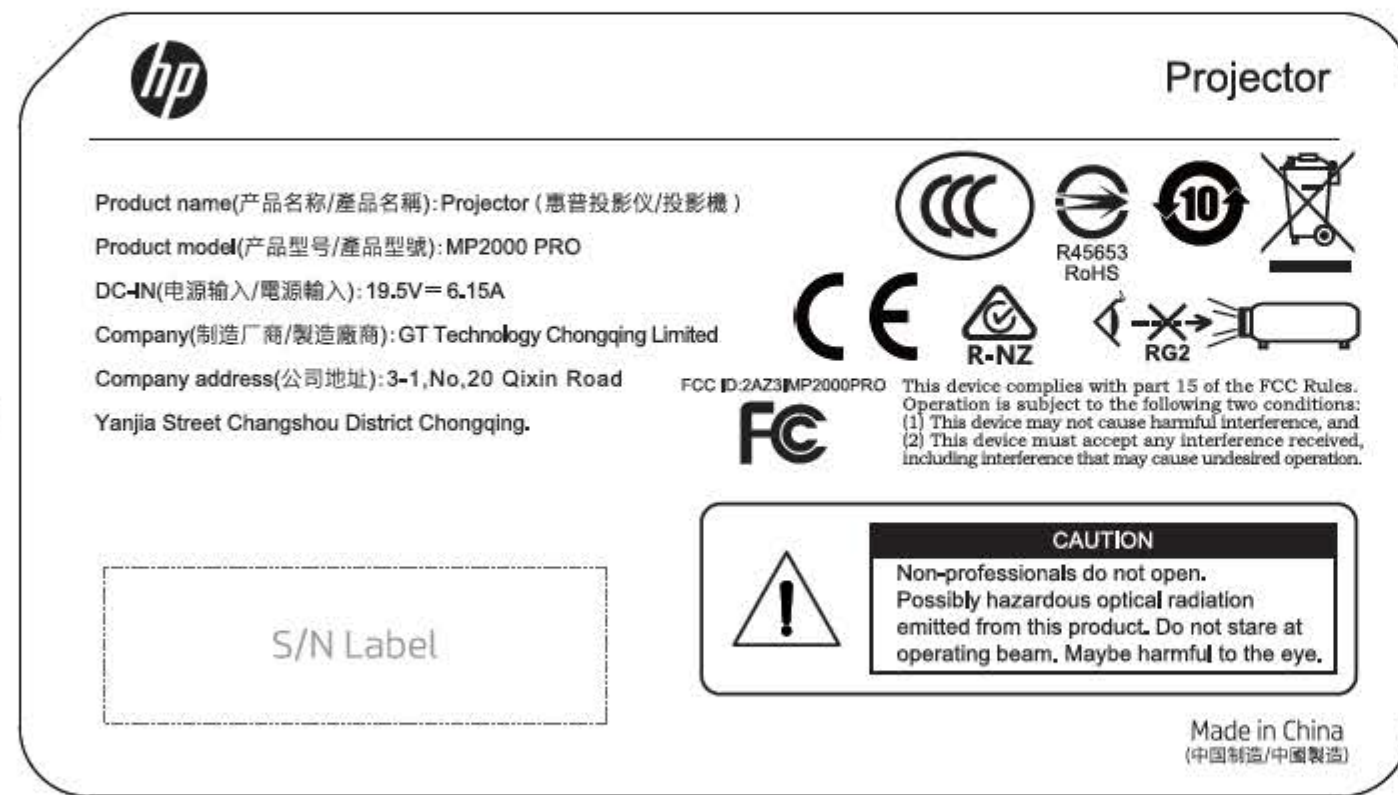 hp
Projector
Product name(产品名称/產品名稱):Projector(惠普投影仪/投影機)
Product model(产品型号/產品型號):MP2000 PRO
DC-IN(电源输入/電源輸入):19.5V=6.15A
Company(制造厂商/製造廠商):GT Technology Chongqing Limited
Company address(公司地址):3-1,No,20 Qixin Road
Yanjia Street Changshou District Chongqing.
CCC
10
R45653
RoHS
CE
R-NZ
RG2
FCC ID:2AZ3IMP2000PRO
FC
This device complies with part 15 of the FCC Rules.
Operation is subject to the following two conditions:
(1) This device may not cause harmful interference, and
(2) This device must accept any interference received,
including interference that may cause undesired operation.
S/N Label
CAUTION
Non-professionals do not open.
Possibly hazardous optical radiation
emitted from this product. Do not stare at
operating beam. Maybe harmful to the eye.
Made in China
(中国制造/中國製造)